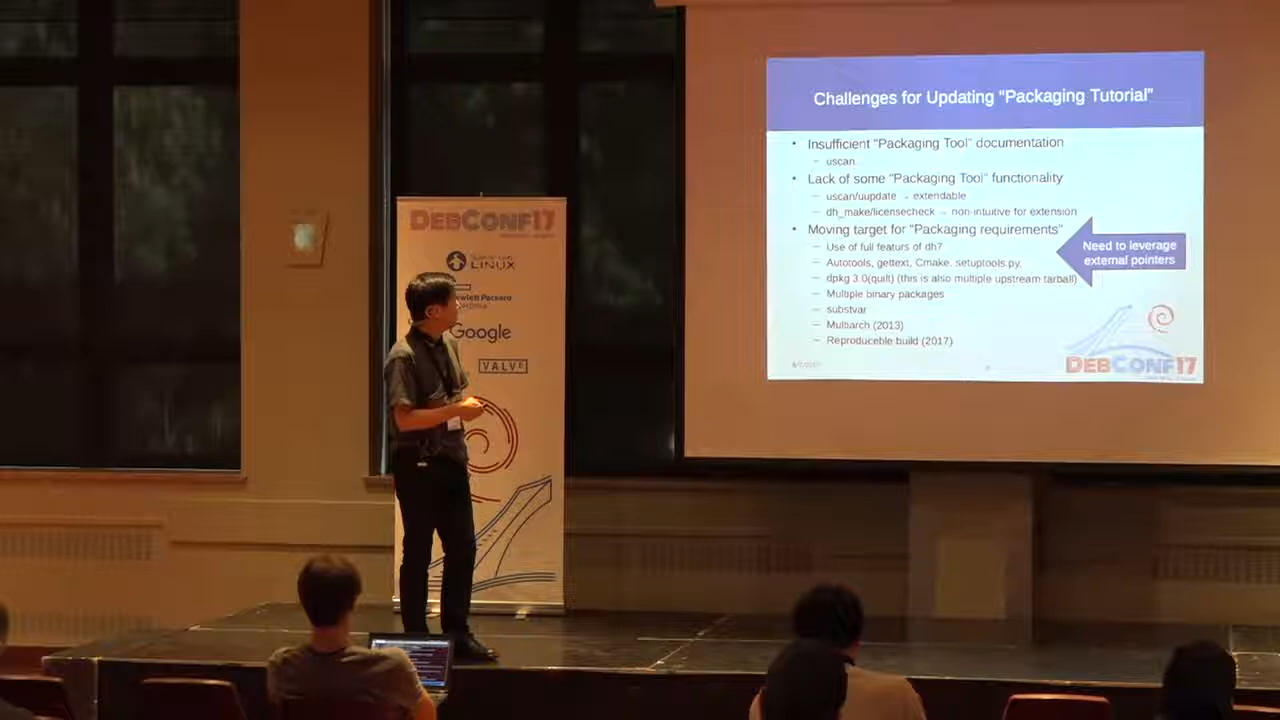 DEBCONF17
LINUX
Google
VALVE
Challenges for Updating "Packaging Tutorial"
• Insufficient "Packaging Tool" documentation
– uscan
• Lack of some "Packaging Tool" functionality
– uscan/uupdate → extendable
– dh_make/licensecheck → non-intuitive for extension
• Moving target for "Packaging requirements"
– Use of full featurs of dh7
– Autotools, gettext, Cmake, setuptools.py,
– dpkg 3.0(quilt) (this is also multiple upstream tarball)
– Multiple binary packages
– substvar
– Multiarch (2013)
– Reproduceble build (2017)
Need to leverage
external pointers
DEBCONF17